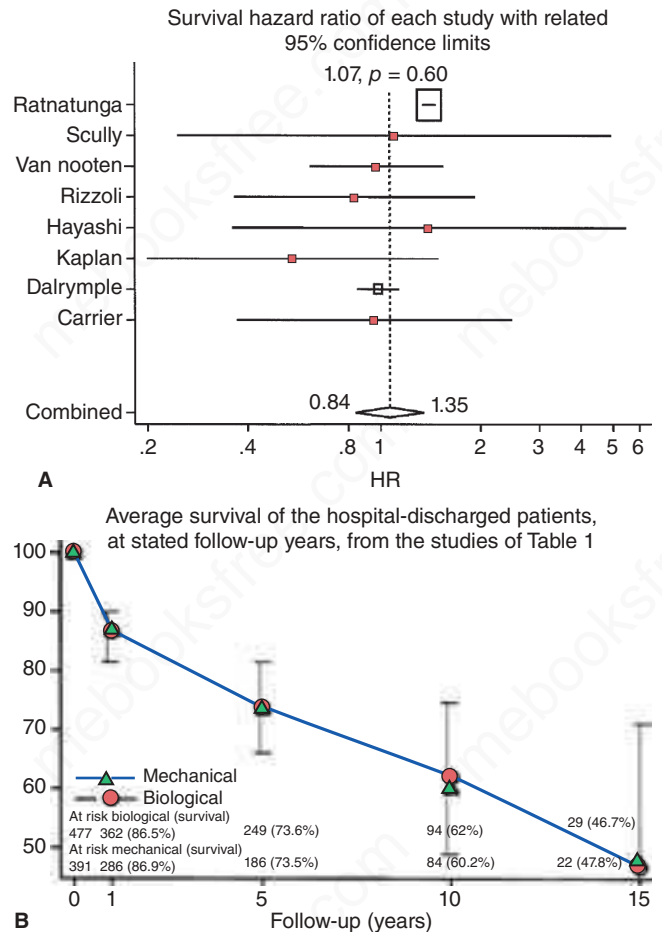 Survival hazard ratio of each study with related
95% confidence limits
1.07, p = 0.60
Ratnatunga
Scully
Van nooten
Rizzoli
Hayashi
Kaplan
Dalrymple
Carrier
Combined
0.84
1.35
.2 .4 .8 1 2 3 4 5 6
A
HR
Average survival of the hospital-discharged patients,
at stated follow-up years, from the studies of Table 1
100
90
80
70
60
50
Mechanical
Biological
At risk biological (survival)
477 362 (86.5%) 249 (73.6%) 94 (62%) 29 (46.7%)
At risk mechanical (survival)
391 286 (86.9%) 186 (73.5%) 84 (60.2%) 22 (47.8%)
0 1 5 10 15
B
Follow-up (years)
mebooksfree.com